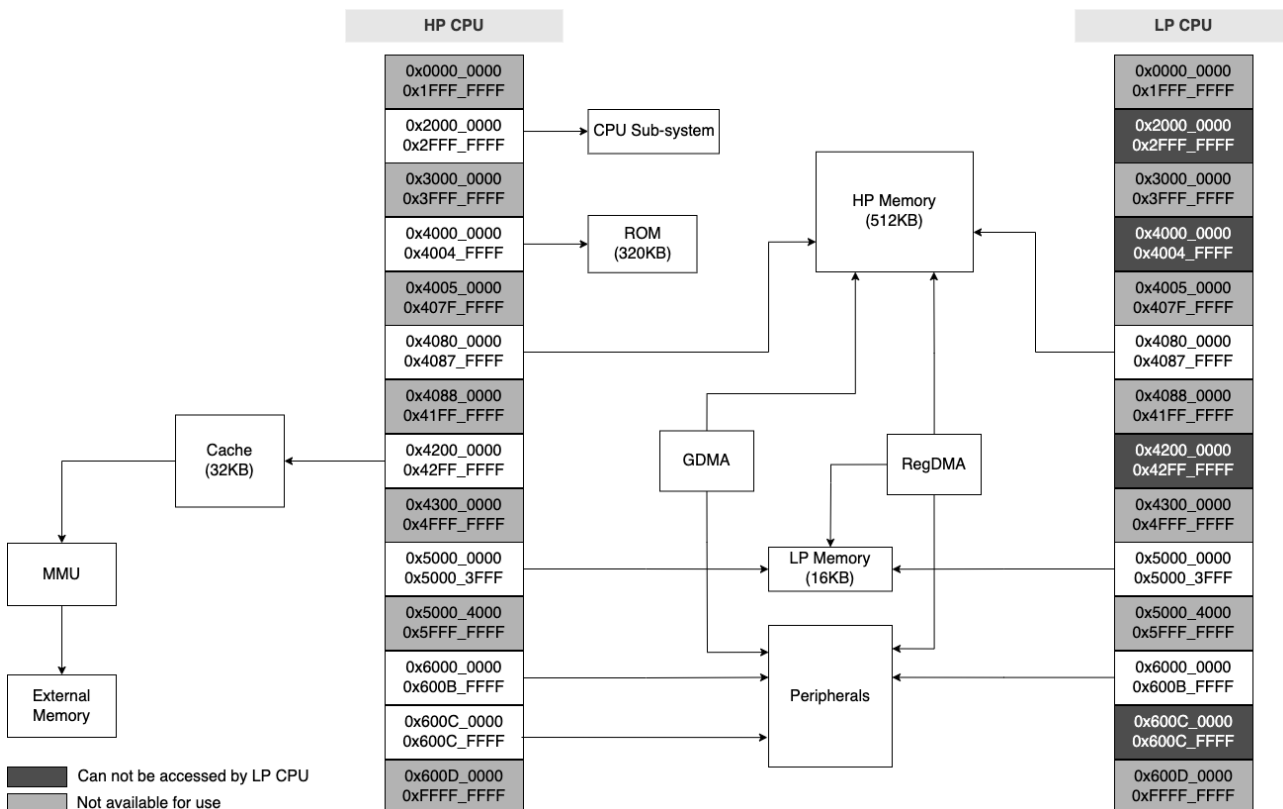 HP CPU
0x0000_0000
0x1FFF_FFFF
0x2000_0000
0x2FFF_FFFF
0x3000_0000
0x3FFF_FFFF
0x4000_0000
0x4004_FFFF
0x4005_0000
0x407F_FFFF
0x4080_0000
0x4087_FFFF
0x4088_0000
0x41FF_FFFF
0x4200_0000
0x42FF_FFFF
0x4300_0000
0x4FFF_FFFF
0x5000_0000
0x5000_3FFF
0x5000_4000
0x5FFF_FFFF
0x6000_0000
0x600B_FFFF
0x600C_0000
0x600C_FFFF
0x600D_0000
0xFFFF_FFFF
CPU Sub-system
ROM
(320KB)
HP Memory
(512KB)
Cache
(32KB)
MMU
External
Memory
GDMA
RegDMA
LP Memory
(16KB)
Peripherals
LP CPU
0x0000_0000
0x1FFF_FFFF
0x2000_0000
0x2FFF_FFFF
0x3000_0000
0x3FFF_FFFF
0x4000_0000
0x4004_FFFF
0x4005_0000
0x407F_FFFF
0x4080_0000
0x4087_FFFF
0x4088_0000
0x41FF_FFFF
0x4200_0000
0x42FF_FFFF
0x4300_0000
0x4FFF_FFFF
0x5000_0000
0x5000_3FFF
0x5000_4000
0x5FFF_FFFF
0x6000_0000
0x600B_FFFF
0x600C_0000
0x600C_FFFF
0x600D_0000
0xFFFF_FFFF
Can not be accessed by LP CPU
Not available for use